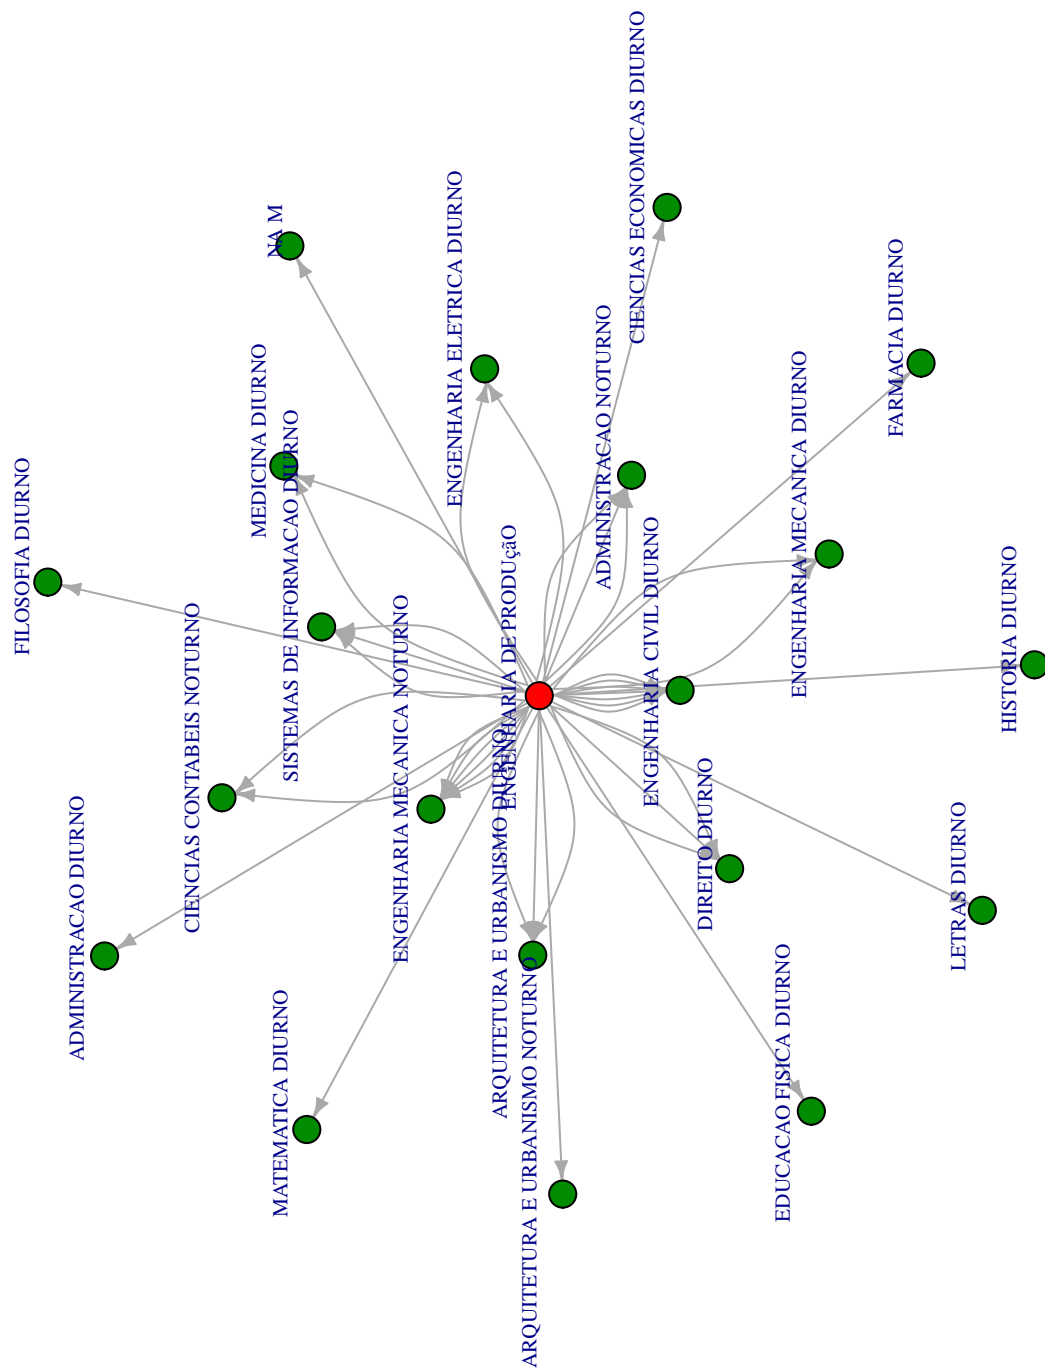 FILOSOFIA DIURNO
ADMINISTRACAO DIURNO
CIENCIAS CONTABEIS NOTURNO
MEDICINA DIURNO
NA M
MATEMATICA DIURNO
SISTEMAS DE INFORMACAO DIURNO
ENGENHARIA MECANICA NOTURNO
ENGENHARIA ELETRICA DIURNO
ARQUITETURA E URBANISMO DIURNO
ENGENHARIA DE PRODUçãO
ARQUITETURA E URBANISMO NOTURNO
ADMINISTRACAO NOTURNO
CIENCIAS ECONOMICAS DIURNO
ENGENHARIA CIVIL DIURNO
DIREITO DIURNO
EDUCACAO FISICA DIURNO
ENGENHARIA MECANICA DIURNO
FARMACIA DIURNO
LETRAS DIURNO
HISTORIA DIURNO